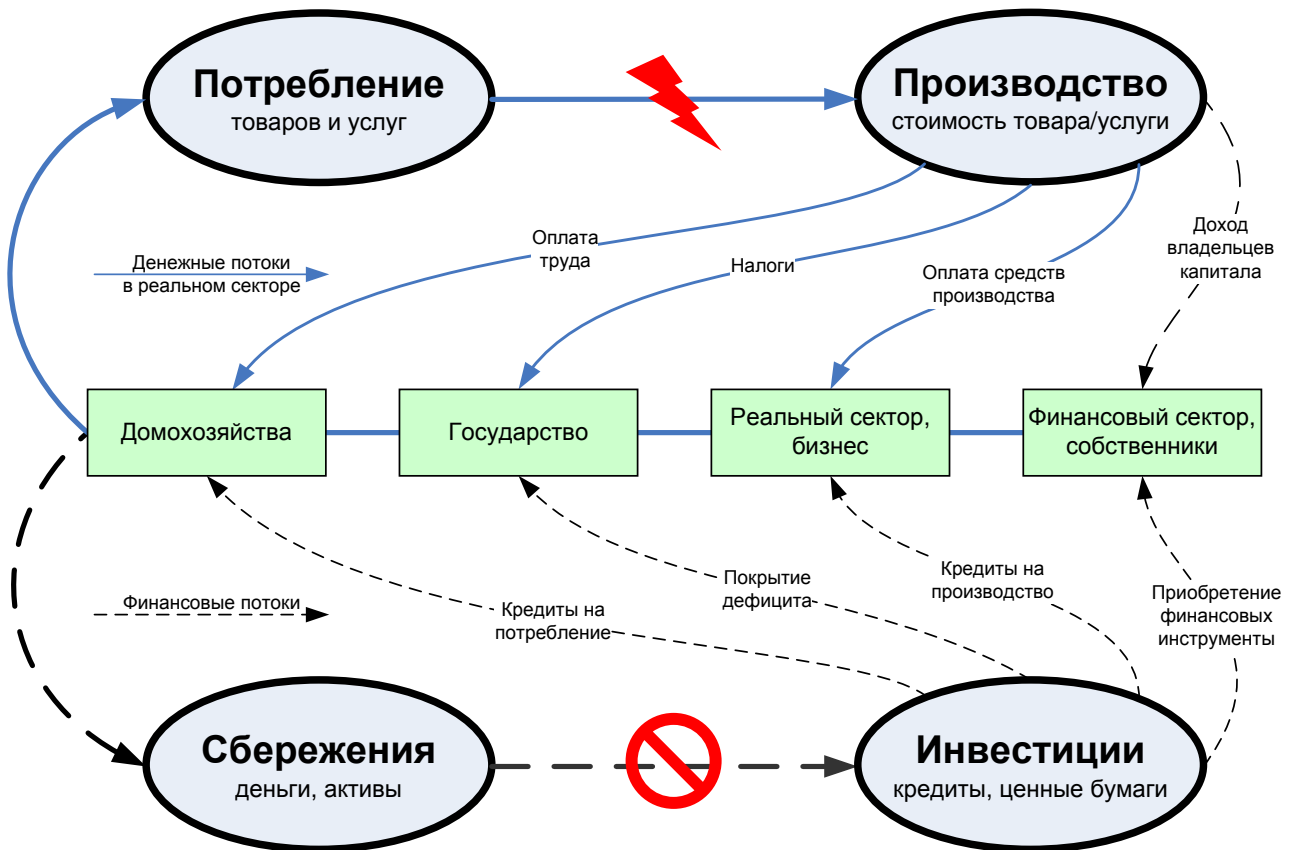 Потребление
товаров и услуг
Производство
стоимость товара/услуги
Оплата
труда
Налоги
Оплата средств
производства
Доход
владельцев
капитала
Денежные потоки
в реальном секторе
Домохозяйства
Государство
Реальный сектор,
бизнес
Финансовый сектор,
собственники
Финансовые потоки
Кредиты на
потребление
Покрытие
дефицита
Кредиты на
производство
Приобретение
финансовых
инструменты
Сбережения
деньги, активы
Инвестиции
кредиты, ценные бумаги